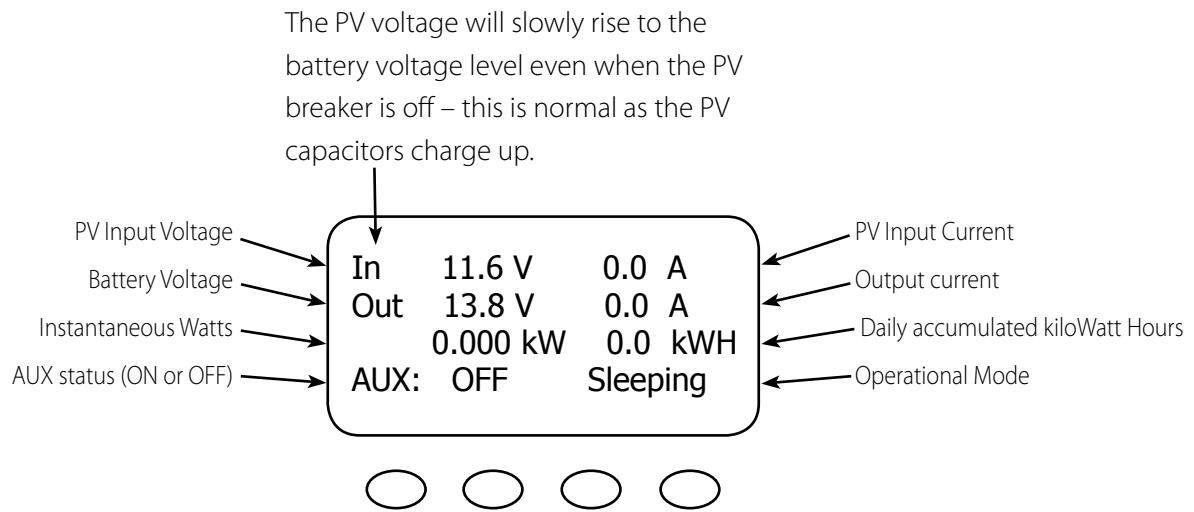 The PV voltage will slowly rise to the
battery voltage level even when the PV
breaker is off – this is normal as the PV
capacitors charge up.
PV Input Voltage
Battery Voltage
Instantaneous Watts
AUX status (ON or OFF)
In 11.6 V 0.0 A
Out 13.8 V 0.0 A
0.000 kW 0.0 kWH
AUX: OFF Sleeping
PV Input Current
Output current
Daily accumulated kiloWatt Hours
Operational Mode